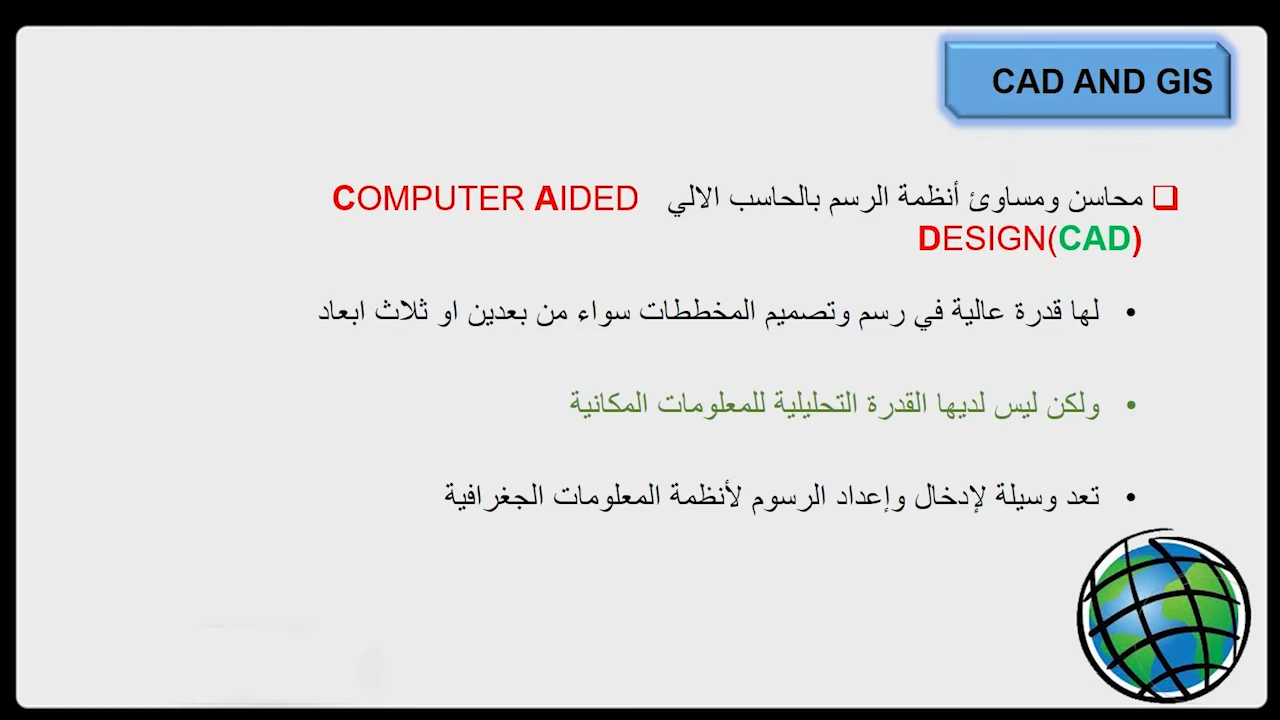 CAD AND GIS
❑ محاسن ومساوئ أنظمة الرسم بالحاسب الالي COMPUTER AIDED
DESIGN(CAD)
• لها قدرة عالية في رسم وتصميم المخططات سواء من بعدين او ثلاث ابعاد
• ولكن ليس لديها القدرة التحليلية للمعلومات المكانية
• تعد وسيلة لإدخال وإعداد الرسوم لأنظمة المعلومات الجغرافية